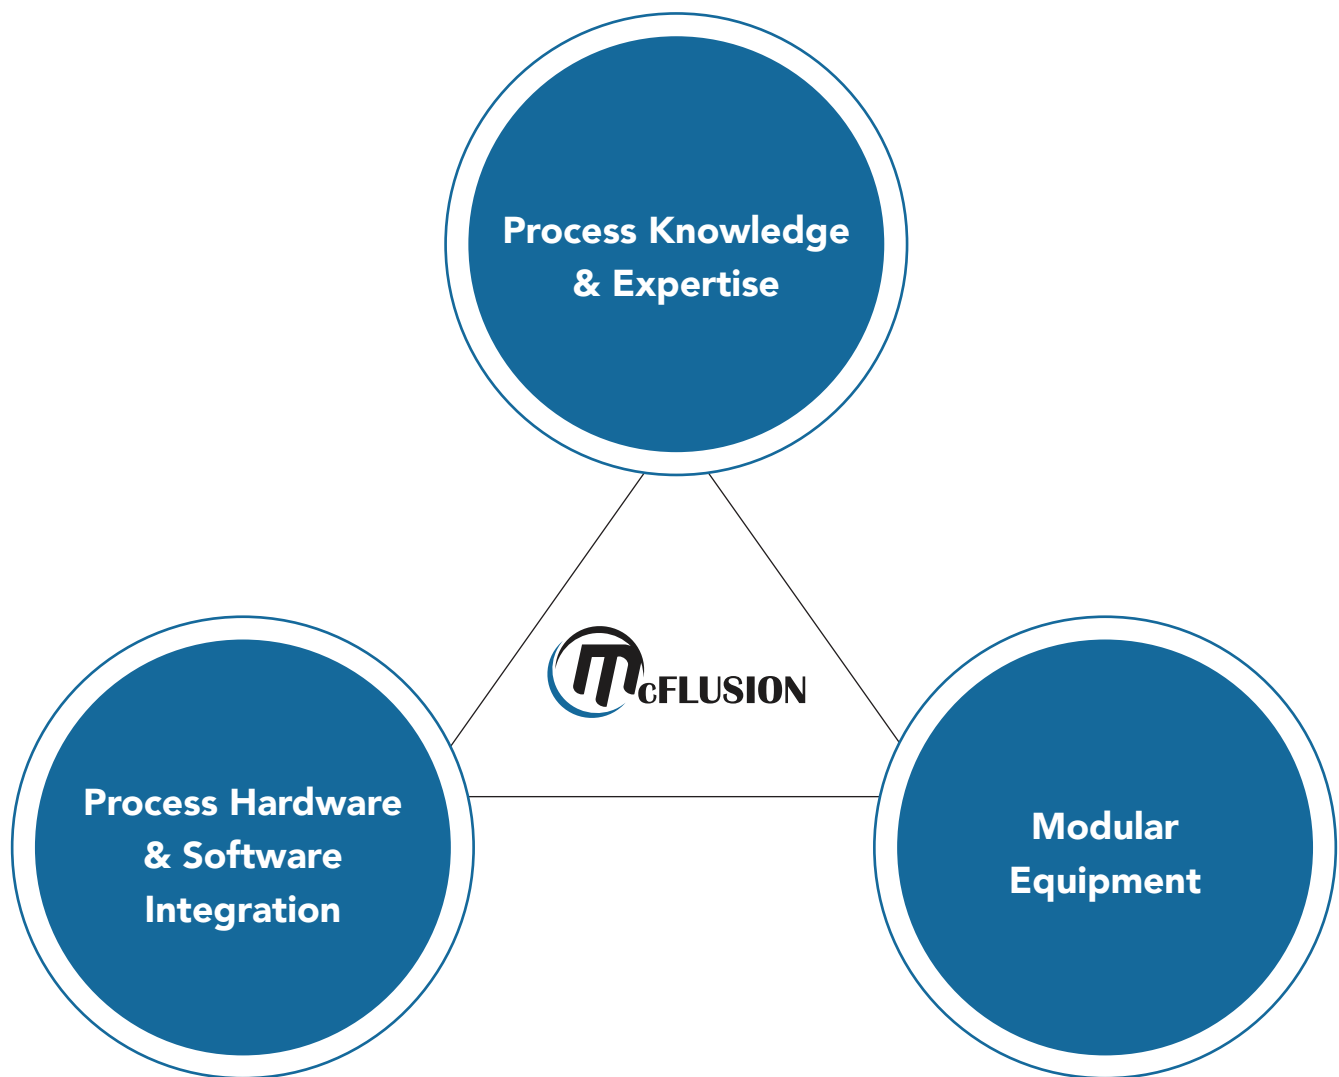 Process Knowledge
& Expertise
McFLUSION
Process Hardware
& Software
Integration
Modular
Equipment